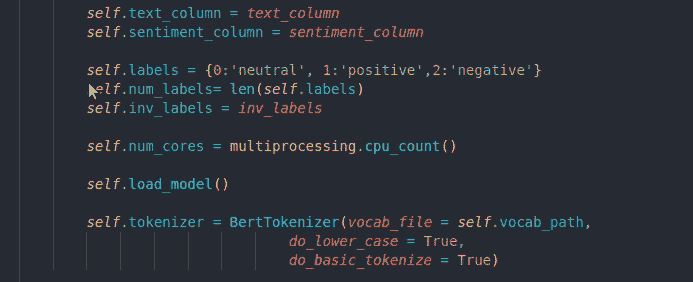 self.text_column = text_column
self.sentiment_column = sentiment_column
self.labels = {0:'neutral', 1:'positive',2:'negative'}
self.num_labels= len(self.labels)
self.inv_labels = inv_labels
self.num_cores = multiprocessing.cpu_count()
self.load_model()
self.tokenizer = BertTokenizer(vocab_file = self.vocab_path,
do_lower_case = True,
do_basic_tokenize = True)